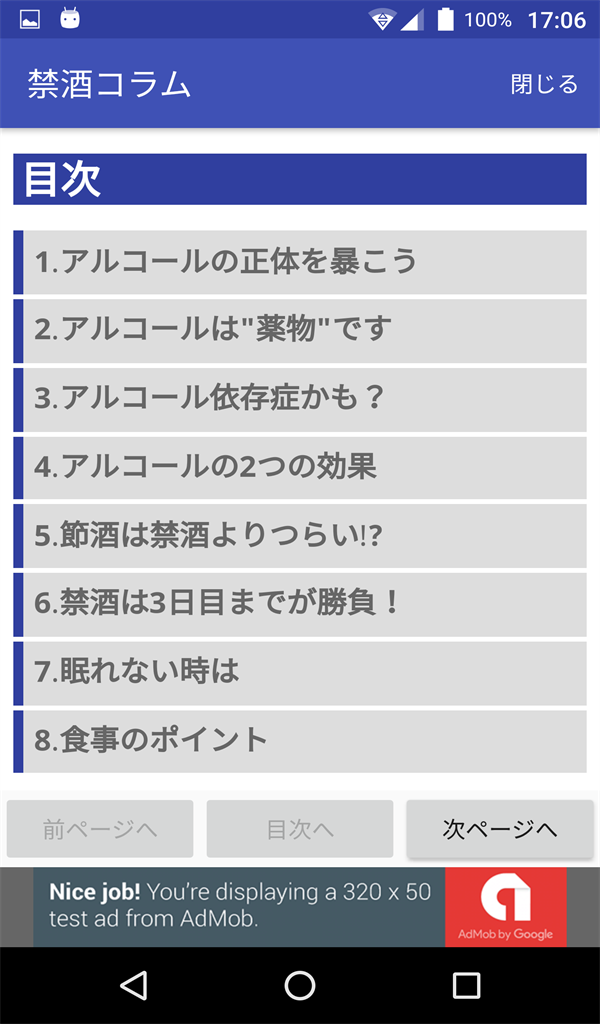 100% 17:06
禁酒コラム 閉じる
目次
1.アルコールの正体を暴こう
2.アルコールは"薬物"です
3.アルコール依存症かも？
4.アルコールの2つの効果
5.節酒は禁酒よりつらい!?
6.禁酒は3日目までが勝負！
7.眠れない時は
8.食事のポイント
前ページへ 目次へ 次ページへ
Nice job! You’re displaying a 320 x 50
test ad from AdMob.
AdMob by Google